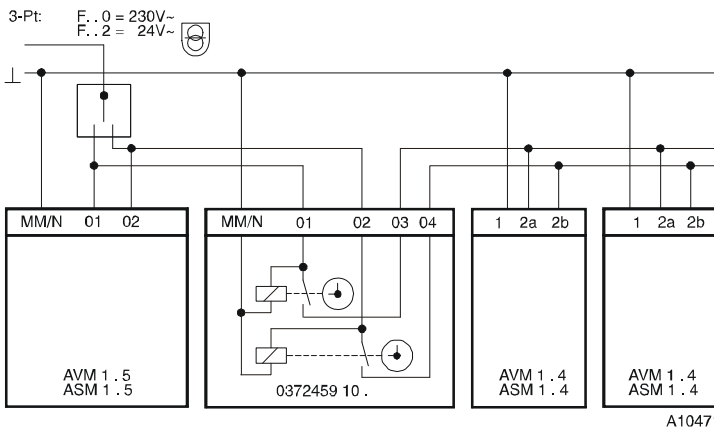 3-Pt: F . . 0 = 230V~
F . . 2 = 24V~
MM/N 01 02
MM/N 01 02 03 04
1 2a 2b
1 2a 2b
AVM 1 . 5
ASM 1 . 5
0372459 10 .
AVM 1 . 4
ASM 1 . 4
AVM 1 . 4
ASM 1 . 4
A1047